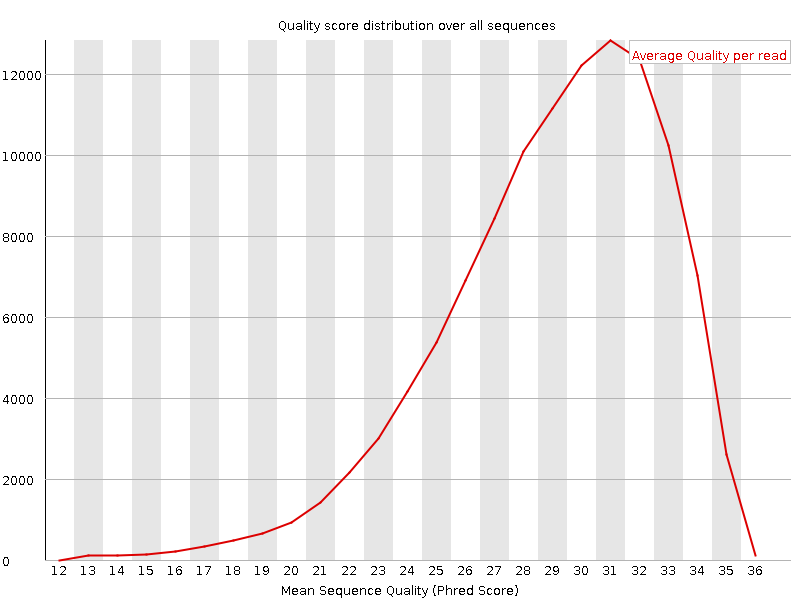 Quality score distribution over all sequences
Average Quality per read
12000
10000
8000
6000
4000
2000
0
12 13 14 15 16 17 18 19 20 21 22 23 24 25 26 27 28 29 30 31 32 33 34 35 36
Mean Sequence Quality (Phred Score)